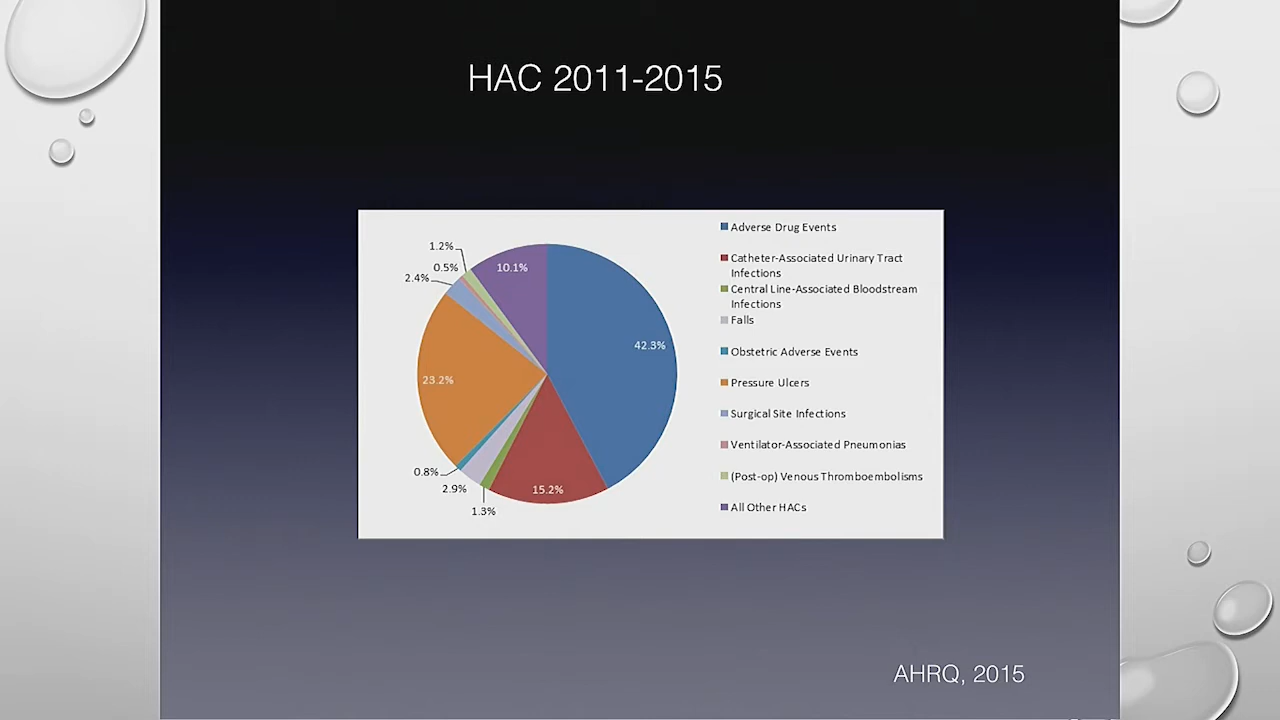 HAC 2011-2015
1.2%
0.5%
2.4%
10.1%
42.3%
23.2%
0.8%
2.9%
1.3%
15.2%
Adverse Drug Events
Catheter-Associated Urinary Tract
Infections
Central Line-Associated Bloodstream
Infections
Falls
Obstetric Adverse Events
Pressure Ulcers
Surgical Site Infections
Ventilator-Associated Pneumonias
(Post-op) Venous Thromboembolisms
All Other HACs
AHRQ, 2015